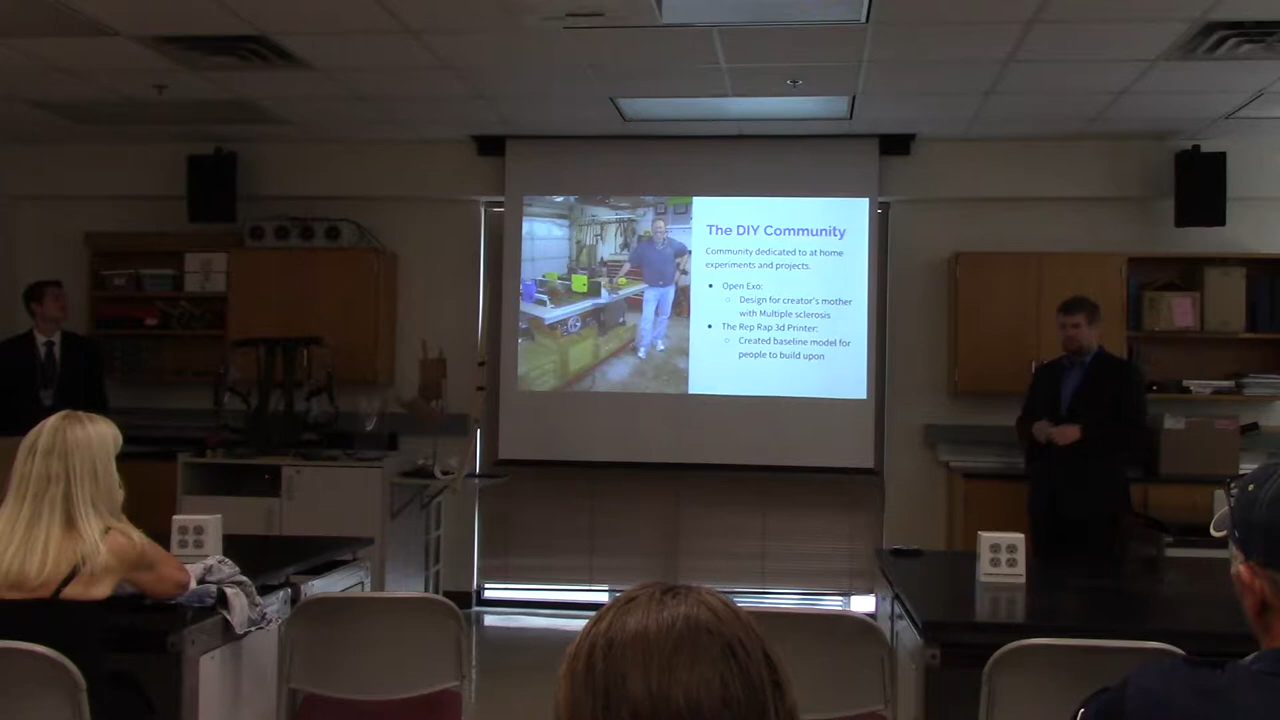 The DIY Community
Community dedicated to at home
experiments and projects.
● Open Exo:
○ Design for creator's mother
with Multiple sclerosis
● The Rep Rap 3d Printer:
○ Created baseline model for
people to build upon